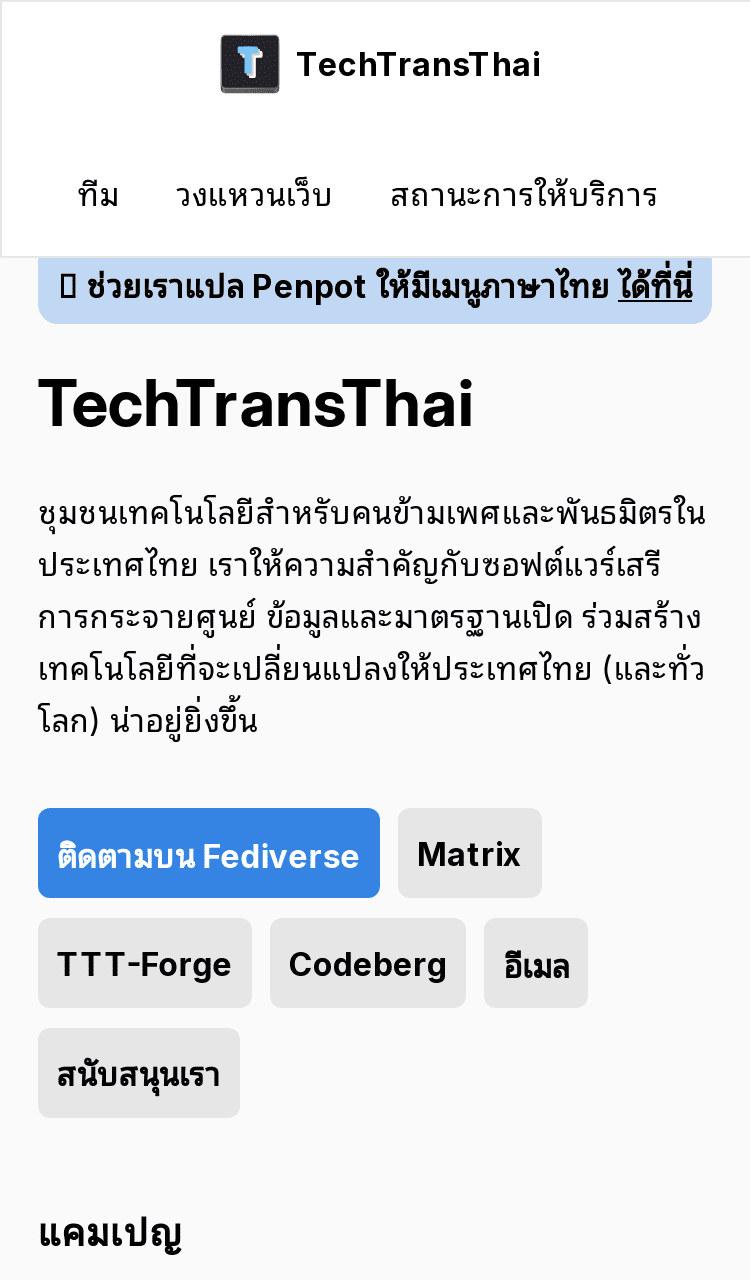 TechTransThai
ทีม วงแหวนเว็บ สถานะการให้บริการ
ช่วยเราแปล Penpot ให้มีเมนูภาษาไทย ได้ที่นี่
TechTransThai
ชุมชนเทคโนโลยีสำหรับคนข้ามเพศและพันธมิตรใน
ประเทศไทย เราให้ความสำคัญกับซอฟต์แวร์เสรี
การกระจายศูนย์ ข้อมูลและมาตรฐานเปิด ร่วมสร้าง
เทคโนโลยีที่จะเปลี่ยนแปลงให้ประเทศไทย (และทั่ว
โลก) น่าอยู่ยิ่งขึ้น
ติดตามบน Fediverse Matrix
TTT-Forge Codeberg อีเมล
สนับสนุนเรา
แคมเปญ